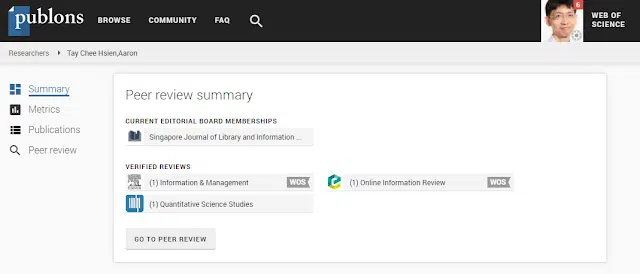 publons BROWSE COMMUNITY FAQ 6 WEB OF SCIENCE
Researchers Tay Chee Hsien,Aaron
Summary
Metrics
Publications
Peer review
Peer review summary
CURRENT EDITORIAL BOARD MEMBERSHIPS
Singapore Journal of Library and Information ...
VERIFIED REVIEWS
(1) Information & Management WOS
(1) Online Information Review WOS
(1) Quantitative Science Studies
GO TO PEER REVIEW